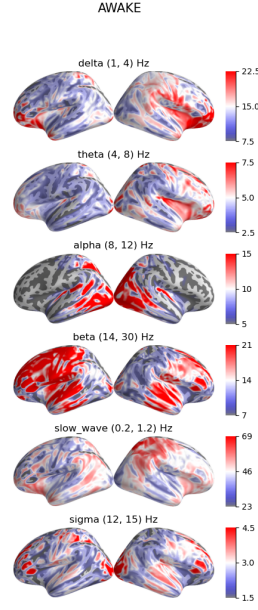 AWAKE
delta (1, 4) Hz
22.5
15.0
7.5
theta (4, 8) Hz
7.5
5.0
2.5
alpha (8, 12) Hz
15
10
5
beta (14, 30) Hz
21
14
7
slow_wave (0.2, 1.2) Hz
69
46
23
sigma (12, 15) Hz
4.5
3.0
1.5